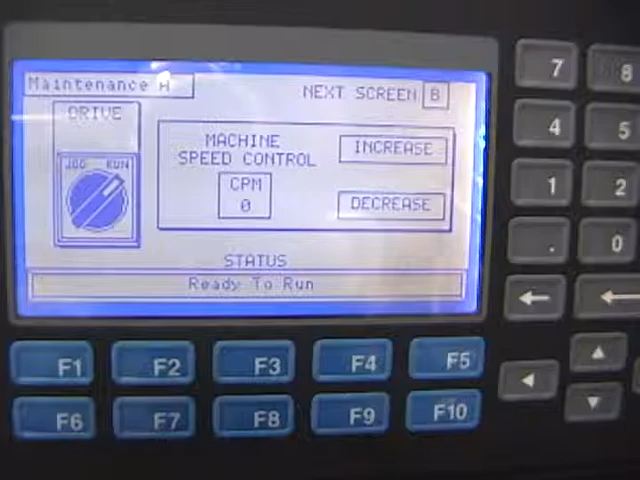 Maintenance A
NEXT SCREEN B
DRIVE
JOG RUN
MACHINE
SPEED CONTROL
CPM
0
INCREASE
DECREASE
STATUS
Ready To Run
7 8
4 5
1 2
. 0
F1 F2 F3 F4 F5
F6 F7 F8 F9 F10